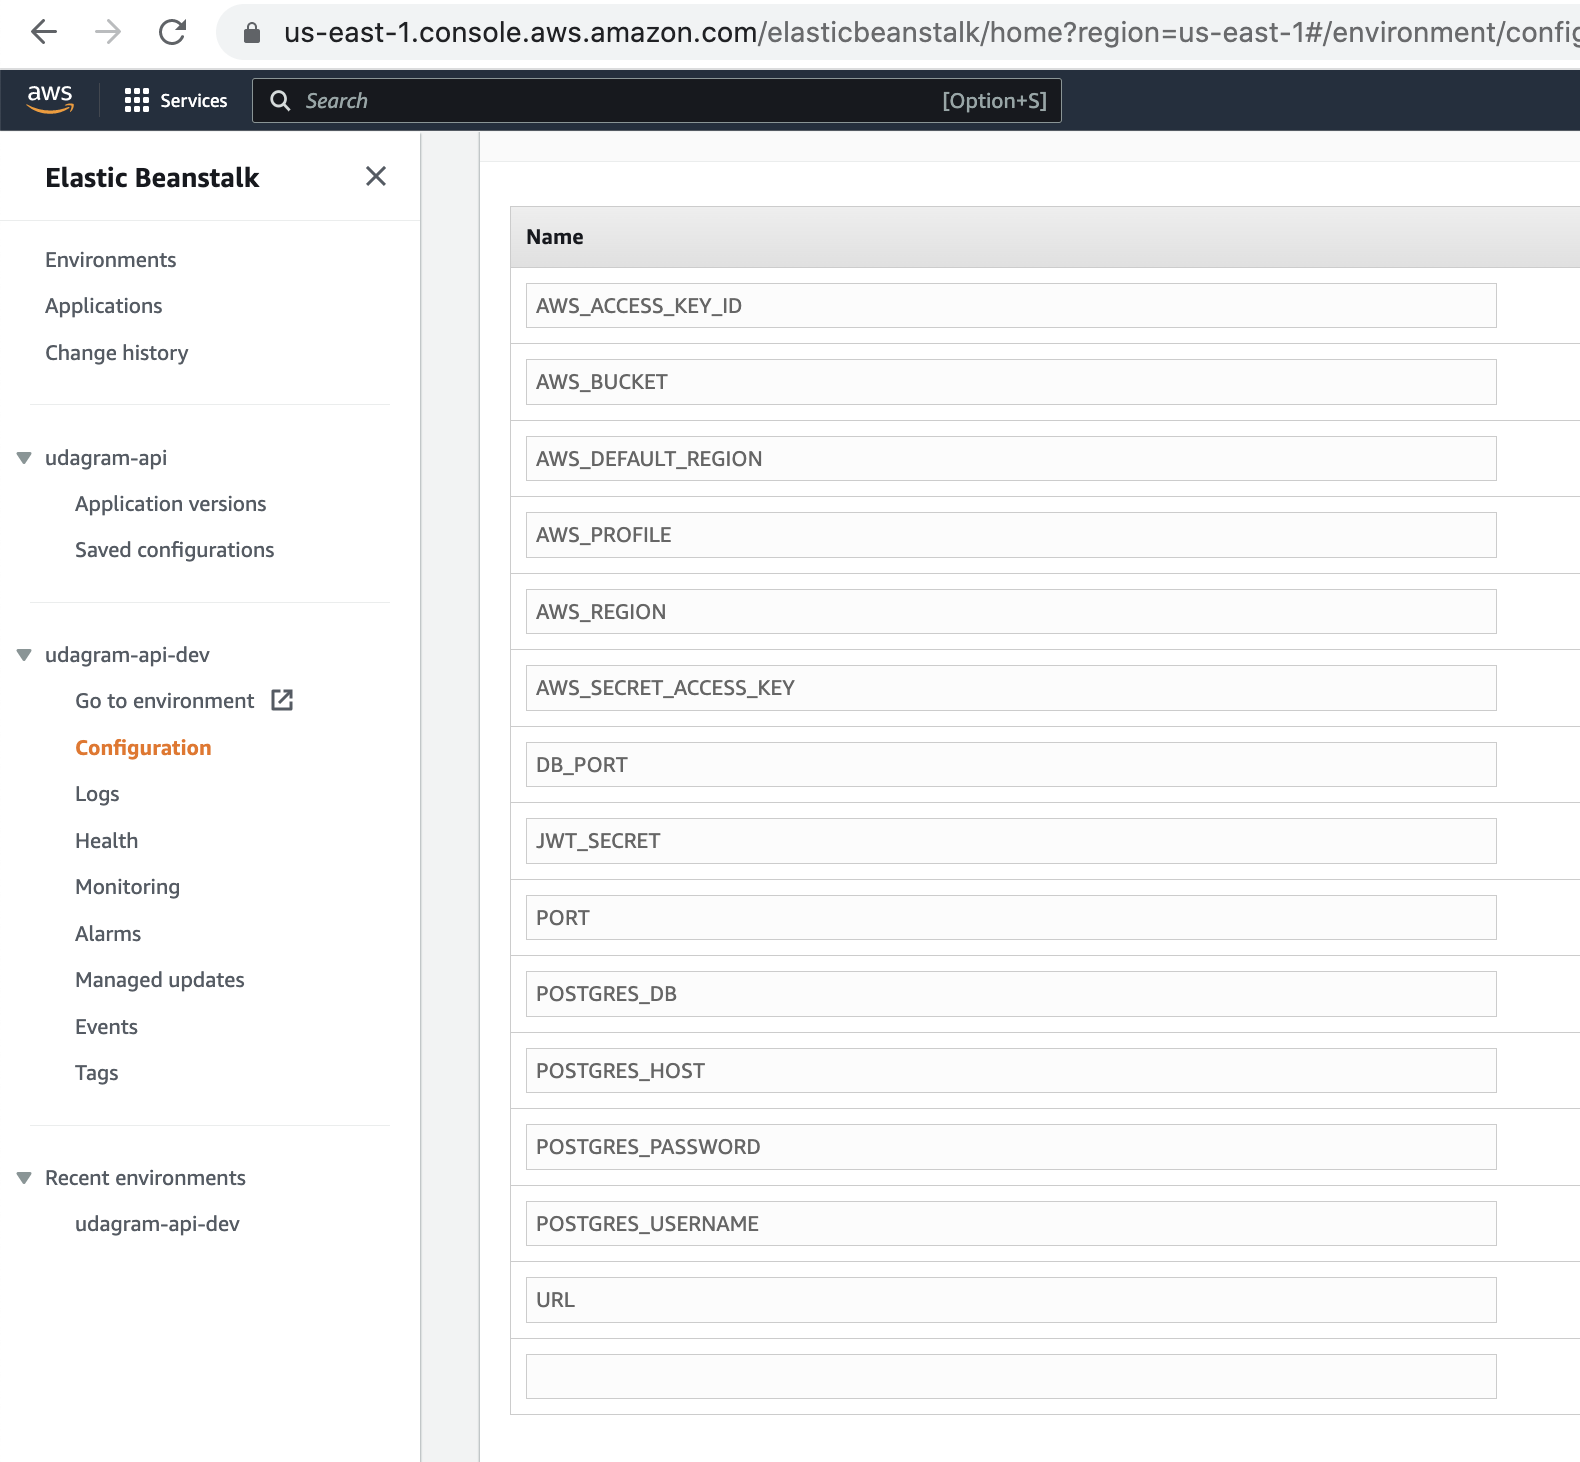 us-east-1.console.aws.amazon.com/elasticbeanstalk/home?region=us-east-1#/environment/config
aws
Services
Search
[Option+S]
Elastic Beanstalk
Environments
Applications
Change history
udagram-api
Application versions
Saved configurations
udagram-api-dev
Go to environment
Configuration
Logs
Health
Monitoring
Alarms
Managed updates
Events
Tags
Recent environments
udagram-api-dev
Name
AWS_ACCESS_KEY_ID
AWS_BUCKET
AWS_DEFAULT_REGION
AWS_PROFILE
AWS_REGION
AWS_SECRET_ACCESS_KEY
DB_PORT
JWT_SECRET
PORT
POSTGRES_DB
POSTGRES_HOST
POSTGRES_PASSWORD
POSTGRES_USERNAME
URL